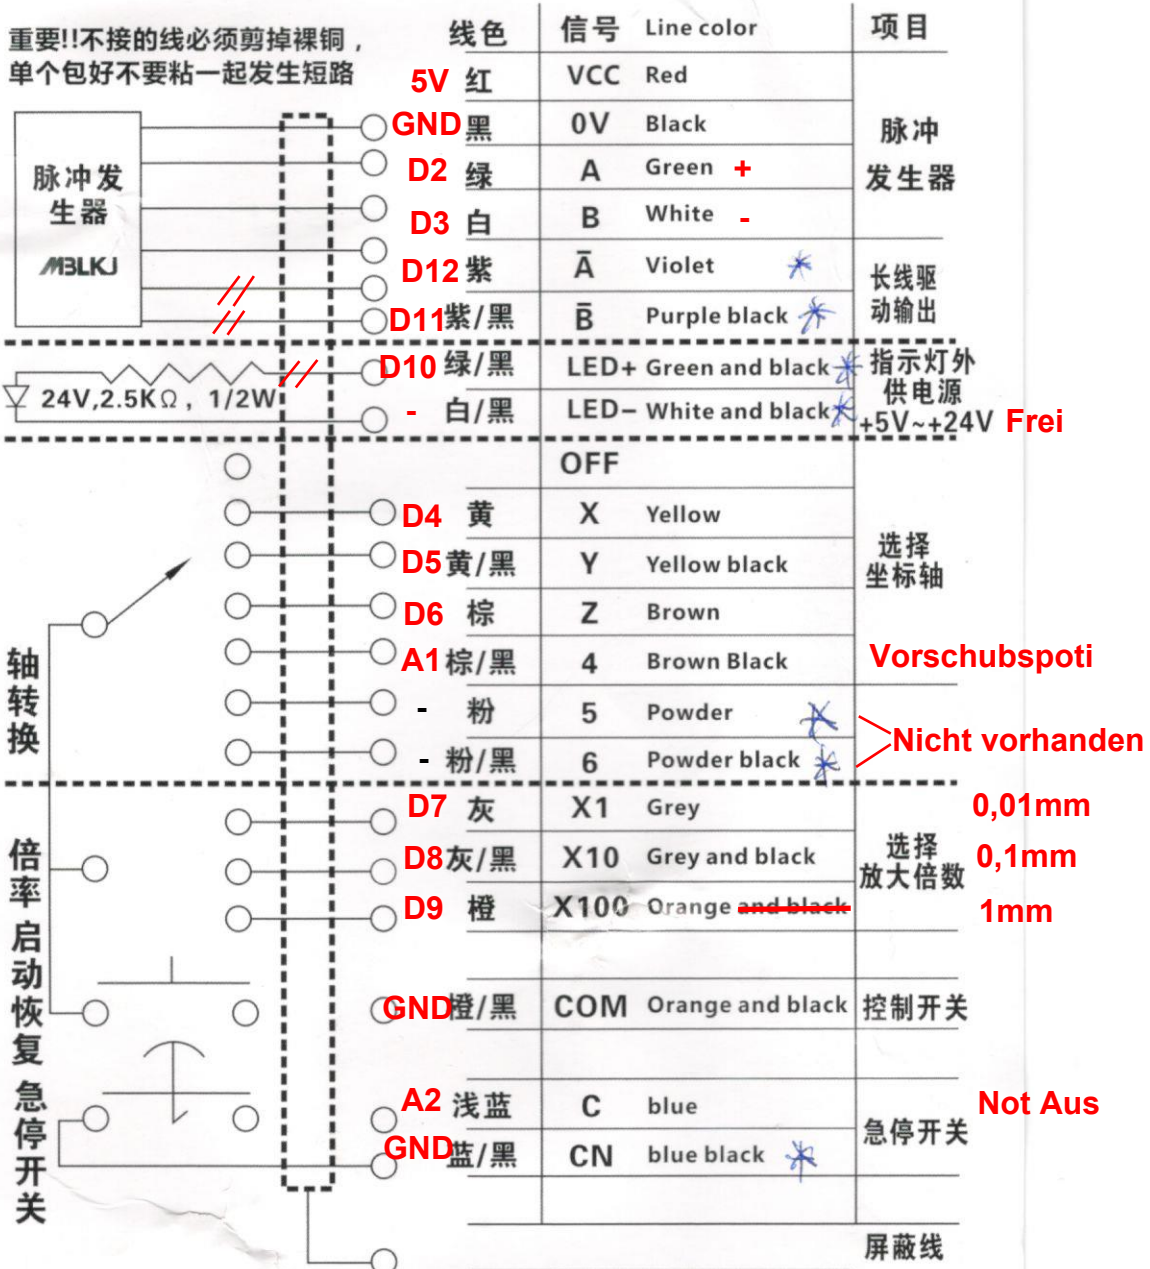 重要!!不接的线必须剪掉裸铜，
单个包好不要粘一起发生短路
线色 信号 Line color 项目
5V 红 VCC Red
GND 黑 0V Black
脉冲
发生器
D2 绿 A Green +
D3 白 B White -
脉冲发
生器
MBLKJ
D12 紫 Ā Violet
长线驱
动输出
D11 紫/黑 B̄ Purple black
D10 绿/黑 LED+ Green and black
指示灯外
供电源
+5V~+24V Frei
24V,2.5KΩ，1/2W
- 白/黑 LED- White and black
OFF
D4 黄 X Yellow
D5 黄/黑 Y Yellow black
选择
坐标轴
D6 棕 Z Brown
A1 棕/黑 4 Brown Black Vorschubspoti
- 粉 5 Powder
Nicht vorhanden
- 粉/黑 6 Powder black
轴转换
D7 灰 X1 Grey 0,01mm
D8 灰/黑 X10 Grey and black 0,1mm
选择
放大倍数
D9 橙 X100 Orange and black 1mm
倍率
启动恢复
GND 橙/黑 COM Orange and black 控制开关
A2 浅蓝 C blue Not Aus
急停开关
GND 蓝/黑 CN blue black
急停开关
屏蔽线